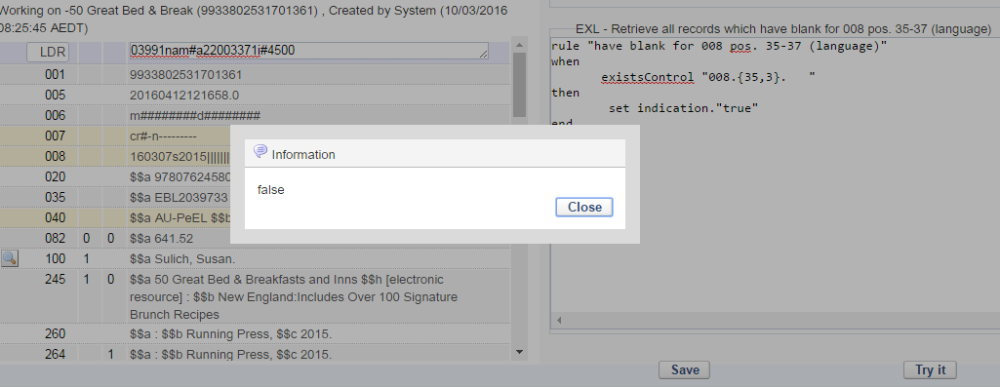 Working on -50 Great Bed & Break (9933802531701361) , Created by System (10/03/2016
08:25:45 AEDT)
LDR 03991nam#a22003371i#4500
001 9933802531701361
005 20160412121658.0
006 m########d########
007 cr#-n---------
008 160307s2015|||||||
020 $$a 97807624580
035 $$a EBL2039733
040 $$a AU-PeEL $$b
082 0 0 $$a 641.52
100 1 $$a Sulich, Susan.
245 1 0 $$a 50 Great Bed & Breakfasts and Inns $$h [electronic
resource] : $$b New England:Includes Over 100 Signature
Brunch Recipes
260 $$a : $$b Running Press, $$c 2015.
264 1 $$a : $$b Running Press, $$c 2015.
EXL - Retrieve all records which have blank for 008 pos. 35-37 (language)
rule "have blank for 008 pos. 35-37 (language)"
when
existsControl "008.{35,3}.   "
then
set indication."true"
end
Information
false
Close
Save Try it